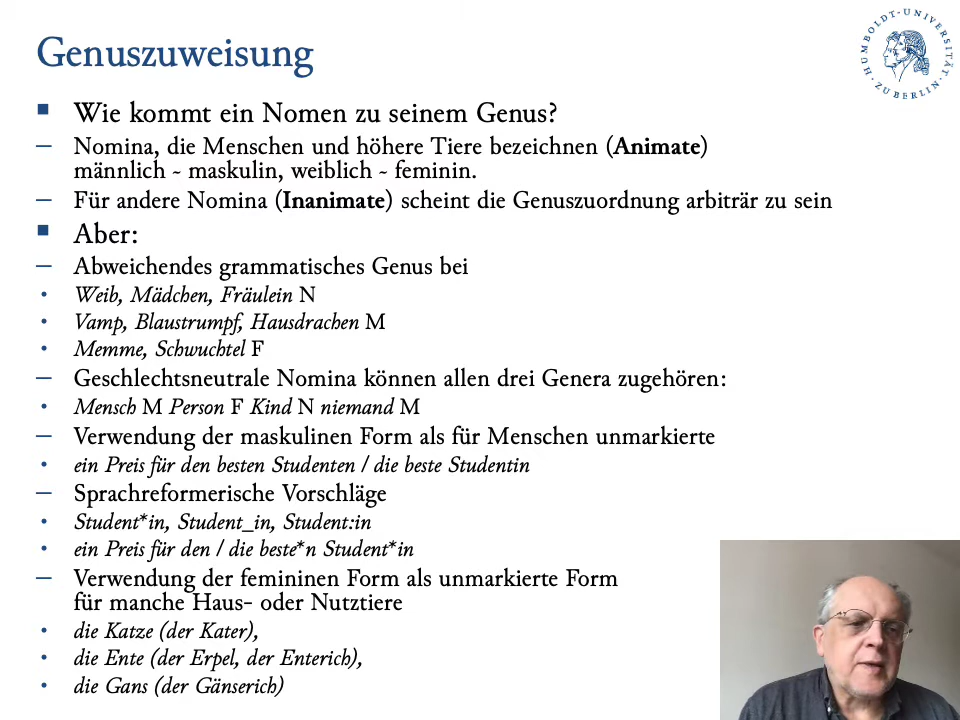 Genuszuweisung
HUMBOLDT-UNIVERSITÄT ZU BERLIN
Wie kommt ein Nomen zu seinem Genus?
– Nomina, die Menschen und höhere Tiere bezeichnen (Animate)
männlich ~ maskulin, weiblich ~ feminin.
– Für andere Nomina (Inanimate) scheint die Genuszuordnung arbiträr zu sein
Aber:
– Abweichendes grammatisches Genus bei
• Weib, Mädchen, Fräulein N
• Vamp, Blaustrumpf, Hausdrachen M
• Memme, Schwuchtel F
– Geschlechtsneutrale Nomina können allen drei Genera zugehören:
• Mensch M Person F Kind N niemand M
– Verwendung der maskulinen Form als für Menschen unmarkierte
• ein Preis für den besten Studenten / die beste Studentin
– Sprachreformerische Vorschläge
• Student*in, Student_in, Student:in
• ein Preis für den / die beste*n Student*in
– Verwendung der femininen Form als unmarkierte Form
für manche Haus- oder Nutztiere
• die Katze (der Kater),
• die Ente (der Erpel, der Enterich),
• die Gans (der Gänserich)